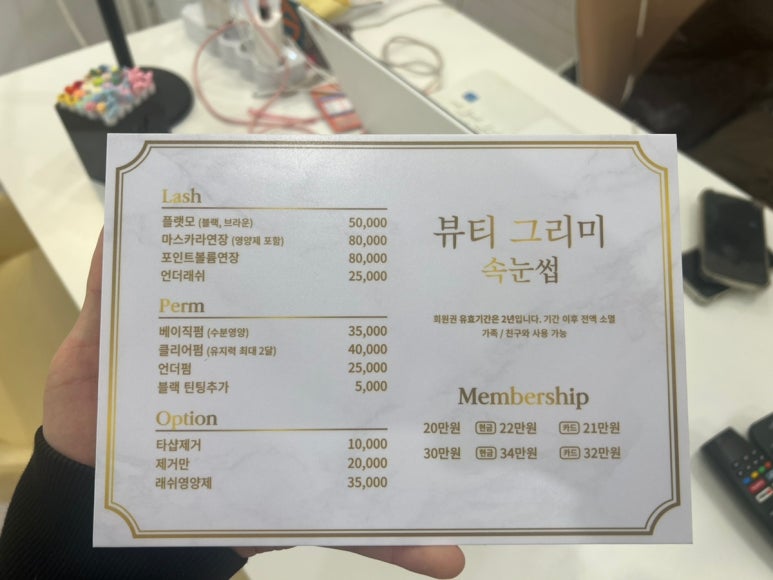 Lash
플랫모 (블랙, 브라운) 50,000
마스카라연장 (영양제 포함) 80,000
포인트볼륨연장 80,000
언더래쉬 25,000
Perm
베이직펌 (수분영양) 35,000
클리어펌 (유지력 최대 2달) 40,000
언더펌 25,000
블랙 틴팅추가 5,000
Option
타샵제거 10,000
제거만 20,000
래쉬영양제 35,000
뷰티 그리미
속눈썹
회원권 유효기간은 2년입니다. 기간 이후 전액 소멸
가족 / 친구와 사용 가능
Membership
20만원 현금 22만원 카드 21만원
30만원 현금 34만원 카드 32만원